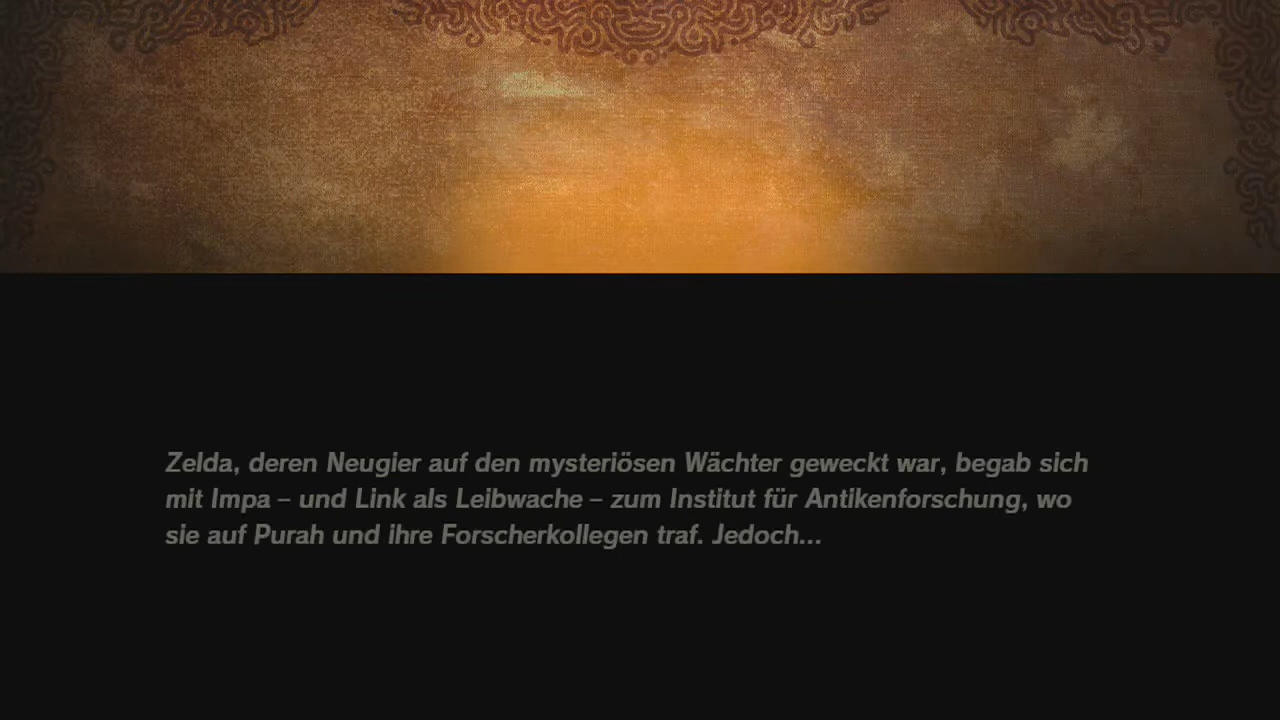 Zelda, deren Neugier auf den mysteriösen Wächter geweckt war, begab sich
mit Impa – und Link als Leibwache – zum Institut für Antikenforschung, wo
sie auf Purah und ihre Forscherkollegen traf. Jedoch...